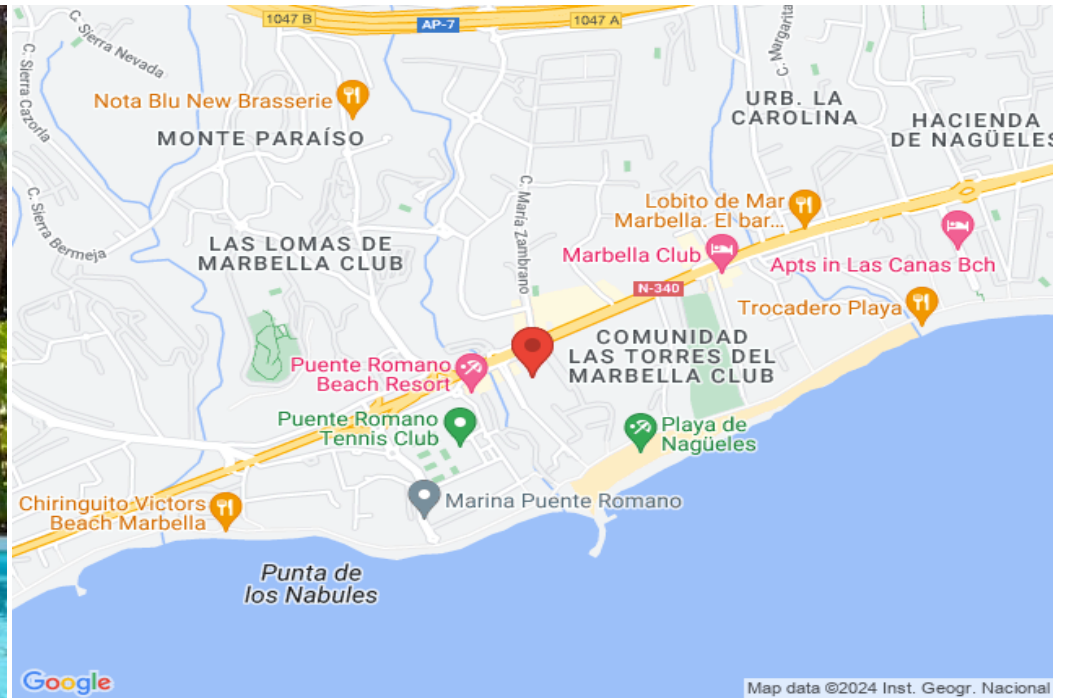 1047 B
AP-7
1047 A
C. Sierra Nevada
C. Sierra Cazorla
C. Margarita
Nota Blu New Brasserie
MONTE PARAÍSO
URB. LA
CAROLINA
HACIENDA
DE NAGÜELES
C. María Zambrano
C. Sierra Bermeja
Lobito de Mar
Marbella. El bar...
LAS LOMAS DE
MARBELLA CLUB
Marbella Club
Apts in Las Canas Bch
N-340
Trocadero Playa
COMUNIDAD
LAS TORRES DEL
MARBELLA CLUB
Puente Romano
Beach Resort
Puente Romano
Tennis Club
Playa de
Nagüeles
Marina Puente Romano
Chiringuito Victors
Beach Marbella
Punta de
los Nabules
Google
Map data ©2024 Inst. Geogr. Nacional